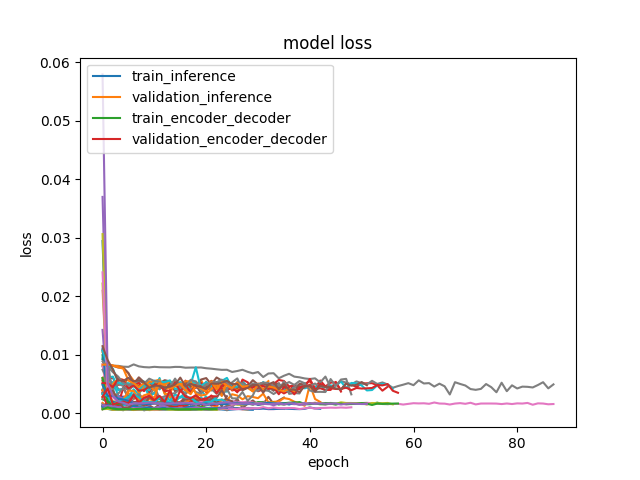 model loss
train_inference
validation_inference
train_encoder_decoder
validation_encoder_decoder
loss
0.06
0.05
0.04
0.03
0.02
0.01
0.00
0 20 40 60 80
epoch